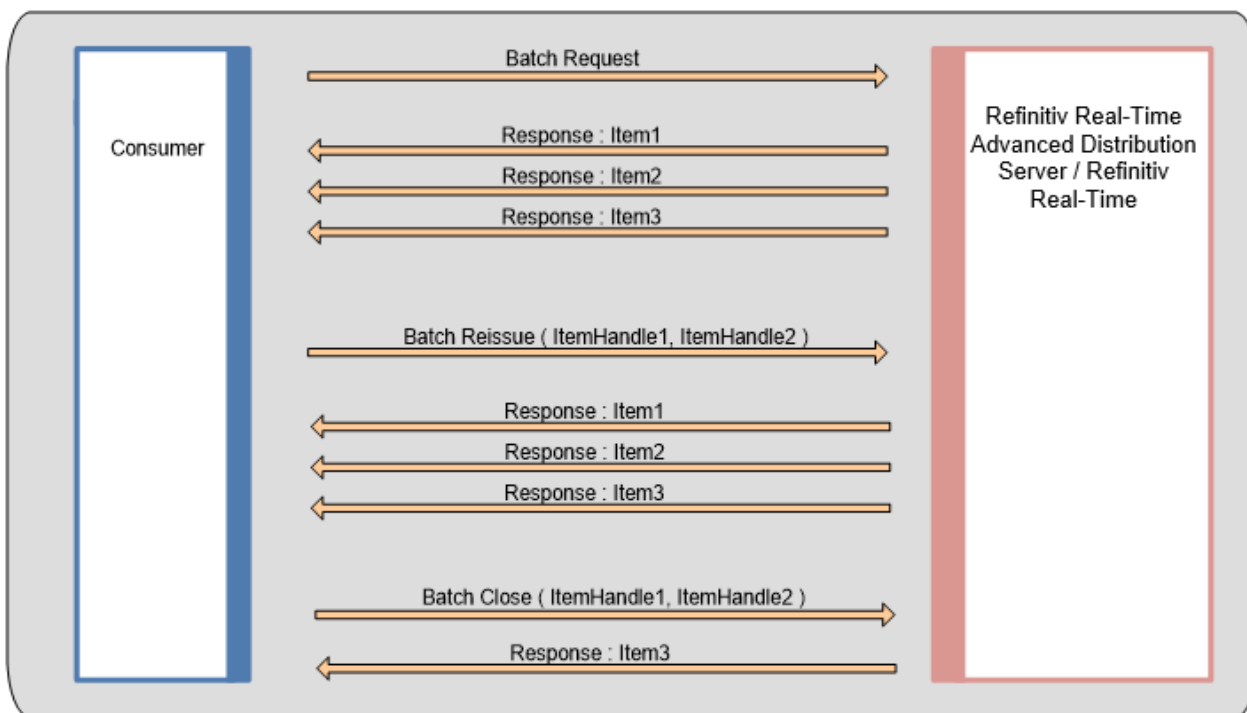 Batch Request
Consumer
Refinitiv Real-Time
Advanced Distribution
Server / Refinitiv
Real-Time
Response : Item1
Response : Item2
Response : Item3
Batch Reissue ( ItemHandle1, ItemHandle2 )
Response : Item1
Response : Item2
Response : Item3
Batch Close ( ItemHandle1, ItemHandle2 )
Response : Item3